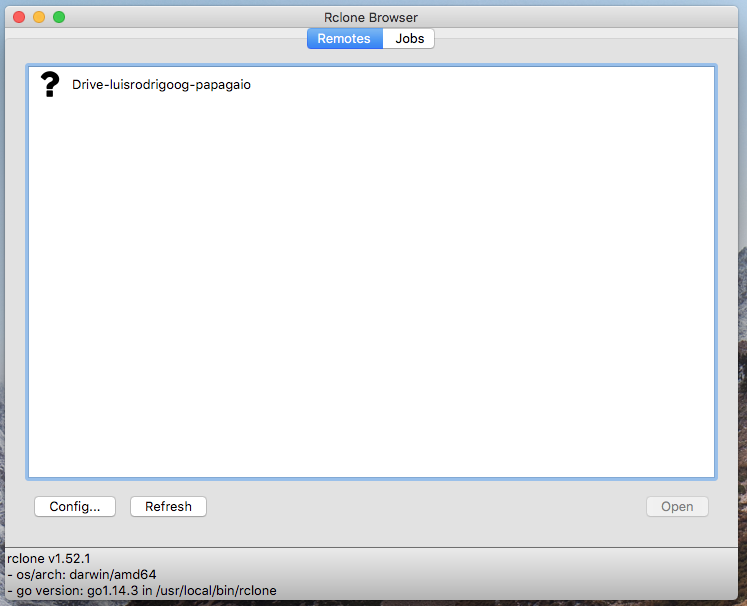 Rclone Browser
Remotes Jobs
Drive-luisrodrigoog-papagaio
Config... Refresh Open
rclone v1.52.1
- os/arch: darwin/amd64
- go version: go1.14.3 in /usr/local/bin/rclone